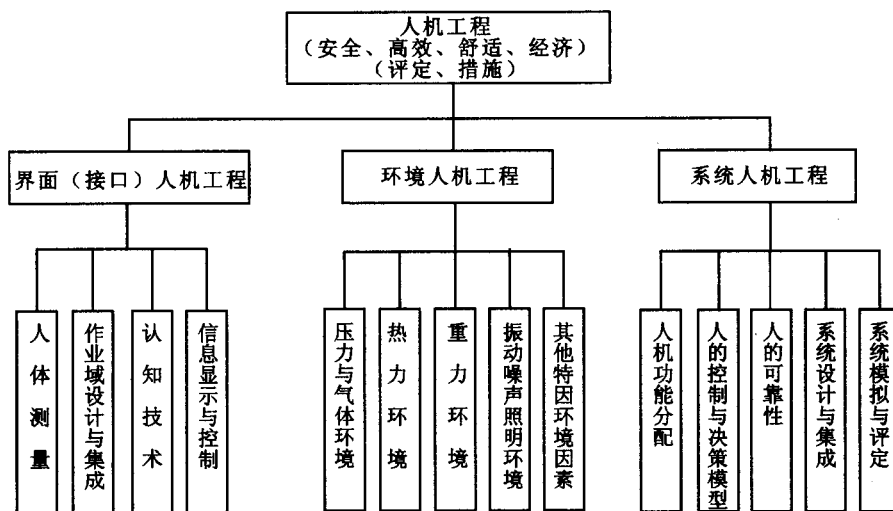 人机工程
（安全、高效、舒适、经济）
（评定、措施）
界面（接口）人机工程
环境人机工程
系统人机工程
人体测量
作业域设计与集成
认知技术
信息显示与控制
压力与气体环境
热力环境
重力环境
振动噪声照明环境
其他特因环境因素
人机功能分配
人的控制与决策模型
人的可靠性
系统设计与集成
系统模拟与评定